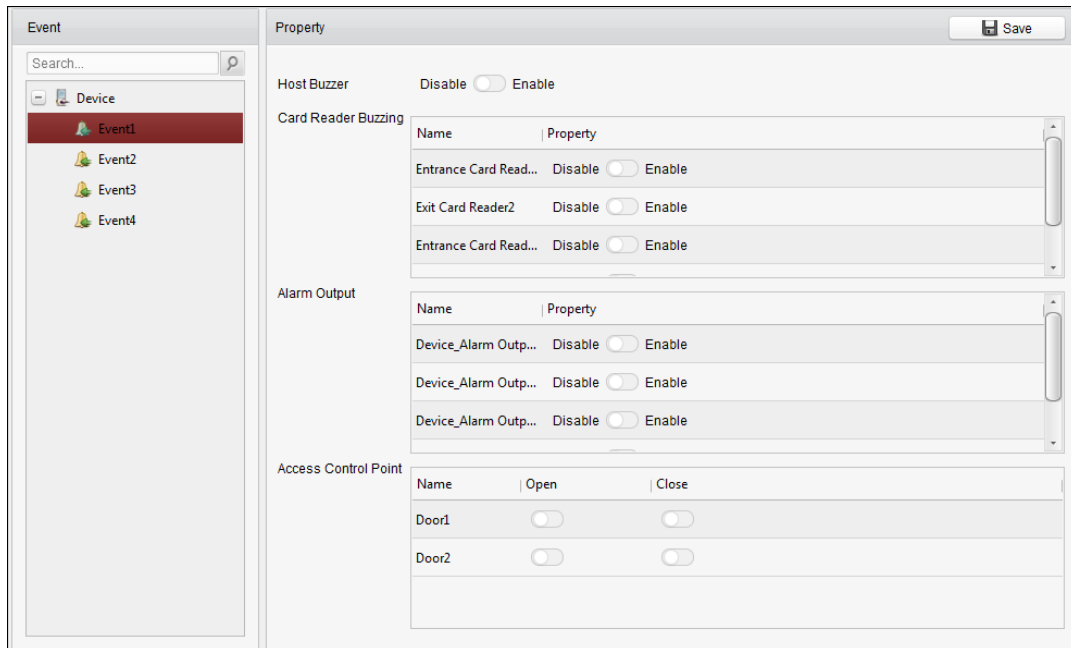 Event
Search...
Device
Event1
Event2
Event3
Event4
Property
Save
Host Buzzer Disable Enable
Card Reader Buzzing
Name Property
Entrance Card Read... Disable Enable
Exit Card Reader2 Disable Enable
Entrance Card Read... Disable Enable
Alarm Output
Name Property
Device_Alarm Outp... Disable Enable
Device_Alarm Outp... Disable Enable
Device_Alarm Outp... Disable Enable
Access Control Point
Name Open Close
Door1
Door2